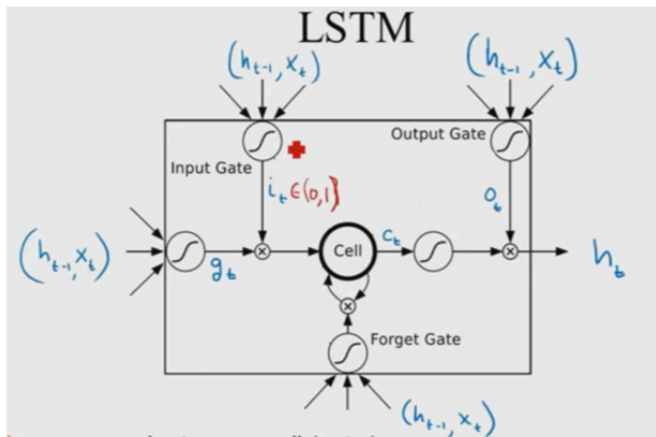 LSTM
(h_{t-1}, x_t)
(h_{t-1}, x_t)
Output Gate
Input Gate
i_t ∈ (0,1)
o_t
(h_{t-1}, x_t)
g_t
Cell
c_t
h_t
Forget Gate
(h_{t-1}, x_t)